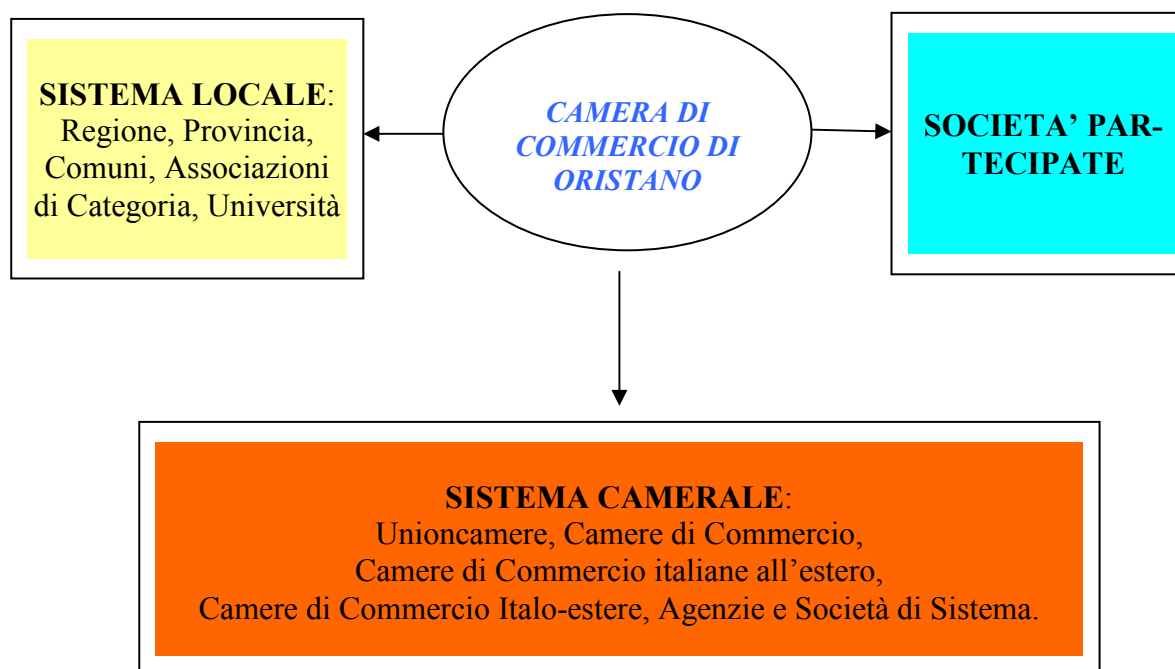 SISTEMA LOCALE:
Regione, Provincia,
Comuni, Associazioni
di Categoria, Università
CAMERA DI
COMMERCIO DI
ORISTANO
SOCIETA’ PAR-
TECIPATE
SISTEMA CAMERALE:
Unioncamere, Camere di Commercio,
Camere di Commercio italiane all’estero,
Camere di Commercio Italo-estere, Agenzie e Società di Sistema.